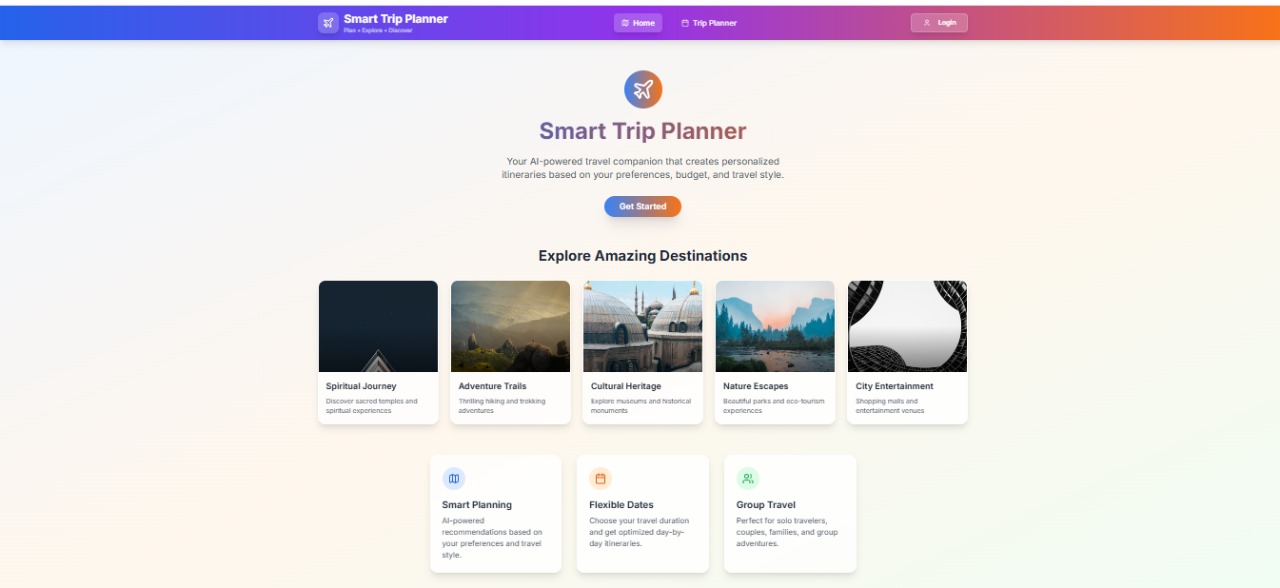 Smart Trip Planner
Plan • Explore • Discover
Home
Trip Planner
Login
Smart Trip Planner
Your AI-powered travel companion that creates personalized
itineraries based on your preferences, budget, and travel style.
Get Started
Explore Amazing Destinations
Spiritual Journey
Discover sacred temples and
spiritual experiences
Adventure Trails
Thrilling hiking and trekking
adventures
Cultural Heritage
Explore museums and historical
monuments
Nature Escapes
Beautiful parks and eco-tourism
experiences
City Entertainment
Shopping malls and
entertainment venues
Smart Planning
AI-powered
recommendations based on
your preferences and travel
style.
Flexible Dates
Choose your travel duration
and get optimized day-by-
day itineraries.
Group Travel
Perfect for solo travelers,
couples, families, and group
adventures.